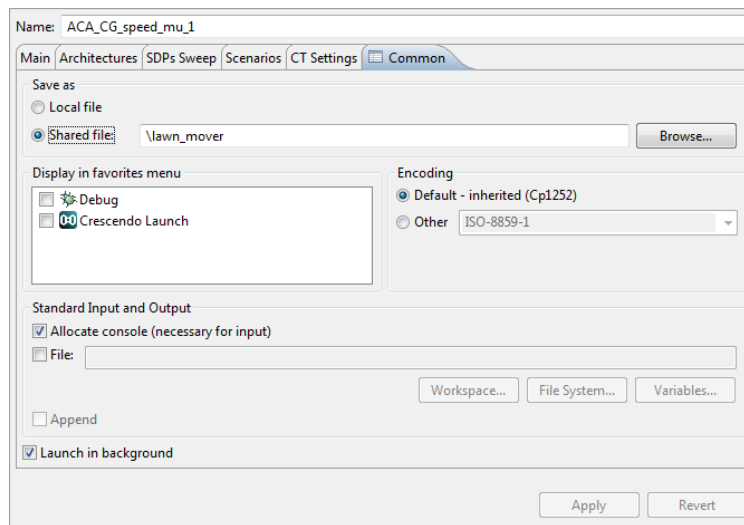 Name: ACA_CG_speed_mu_1
Main Architectures SDPs Sweep Scenarios CT Settings Common
Save as
Local file
Shared file: \lawn_mover Browse...
Display in favorites menu
Debug
Crescendo Launch
Encoding
Default - inherited (Cp1252)
Other ISO-8859-1
Standard Input and Output
Allocate console (necessary for input)
File:
Workspace... File System... Variables...
Append
Launch in background
Apply Revert